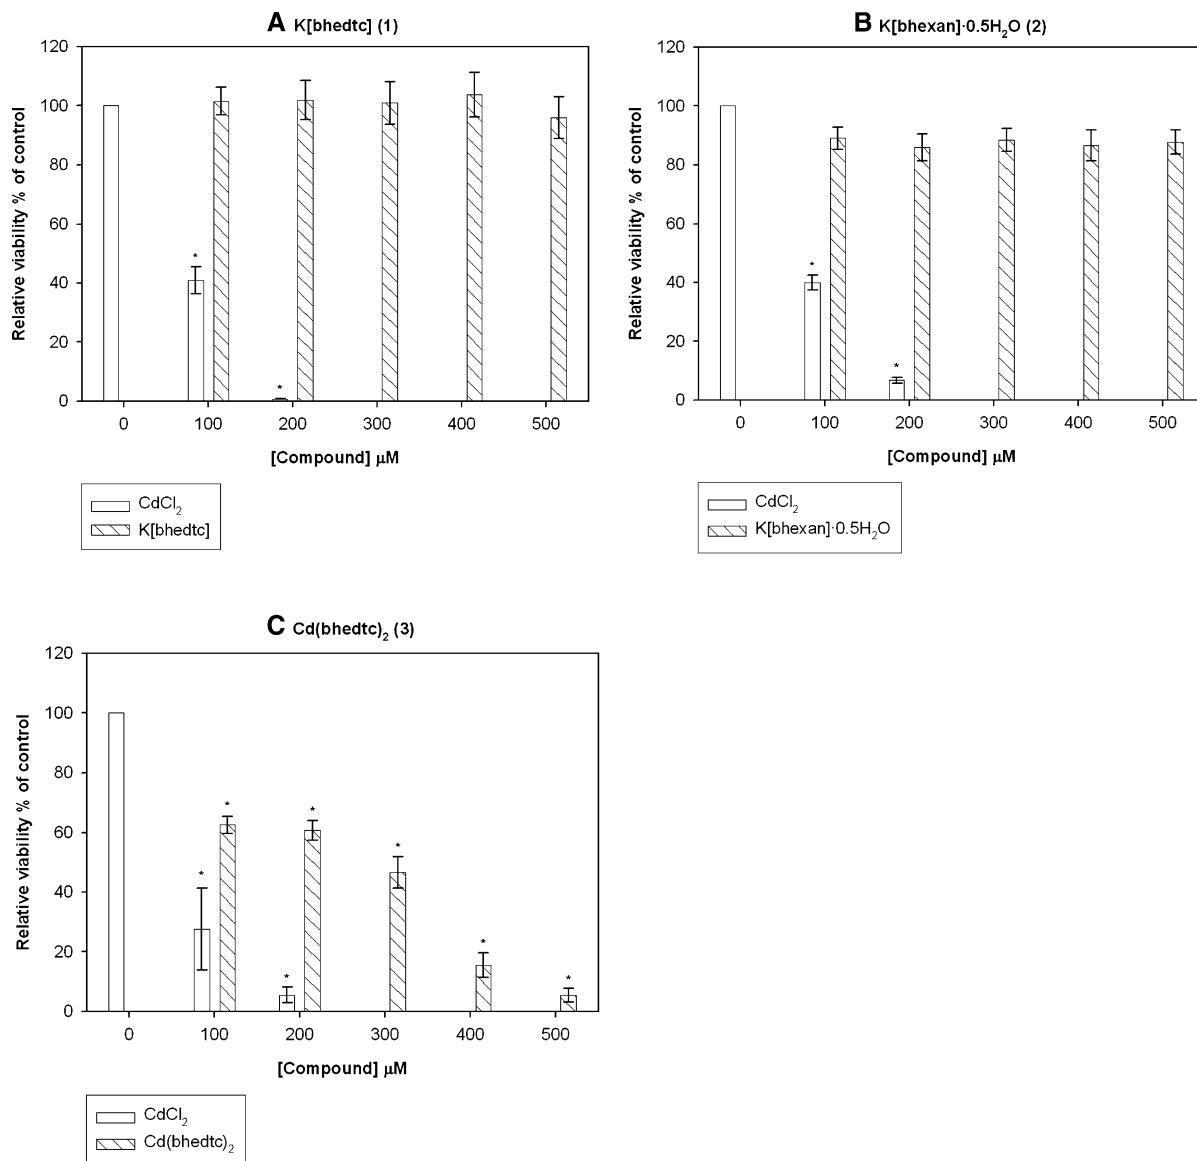 A K[bhedtc] (1)
120
100
80
60
40
20
0
Relative viability % of control
*
*
0 100 200 300 400 500
[Compound] µM
CdCl₂
K[bhedtc]
B K[bhexan]·0.5H₂O (2)
120
100
80
60
40
20
0
Relative viability % of control
*
*
0 100 200 300 400 500
[Compound] µM
CdCl₂
K[bhexan]·0.5H₂O
C Cd(bhedtc)₂ (3)
120
100
80
60
40
20
0
Relative viability % of control
*
*
*
*
*
*
*
0 100 200 300 400 500
[Compound] µM
CdCl₂
Cd(bhedtc)₂